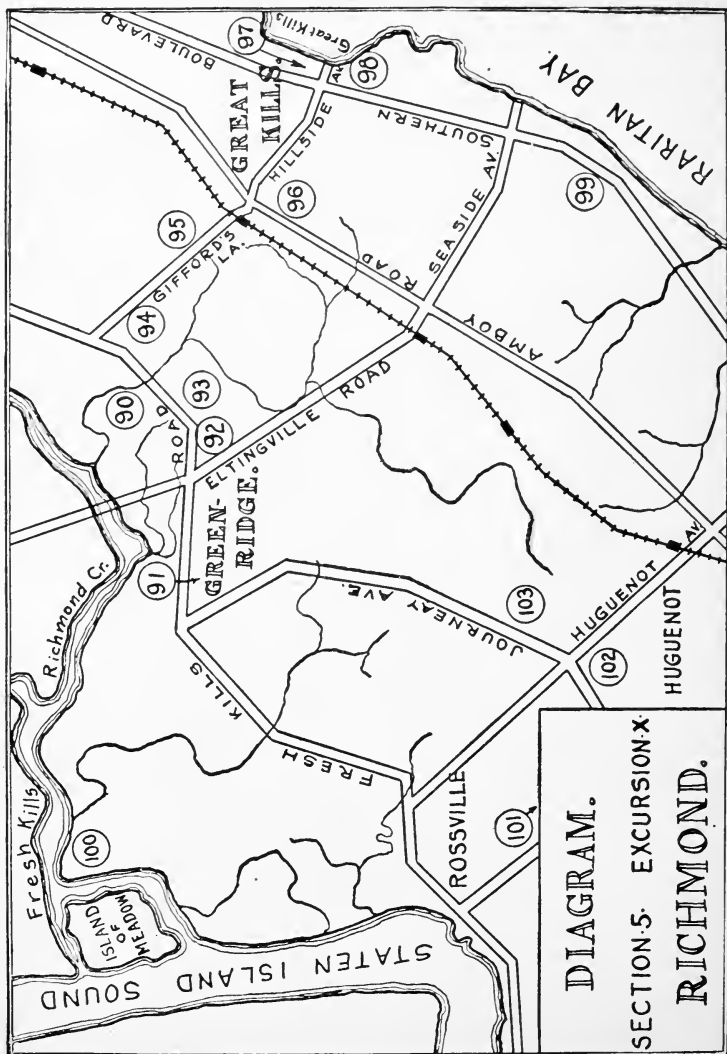 97
Great Kills
BOULEVARD
GREAT
KILLS.
AV.
98
HILLSIDE
SOUTHERN
RARITAN BAY.
95
GIFFORD'S
LA.
96
ROAD
SEA SIDE AV.
99
94
AMBOY
90
93
92
ROAD
ELTINGVILLE ROAD
91
GREEN-
RIDGE.
Richmond Cr.
JOURNEAY AVE.
103
HUGUENOT AV.
102
HUGUENOT
KILLS
FRESH
Fresh Kills
100
ISLAND
OF
MEADOW
ROSSVILLE
101
STATEN ISLAND SOUND
DIAGRAM.
SECTION.5. EXCURSION.X.
RICHMOND.